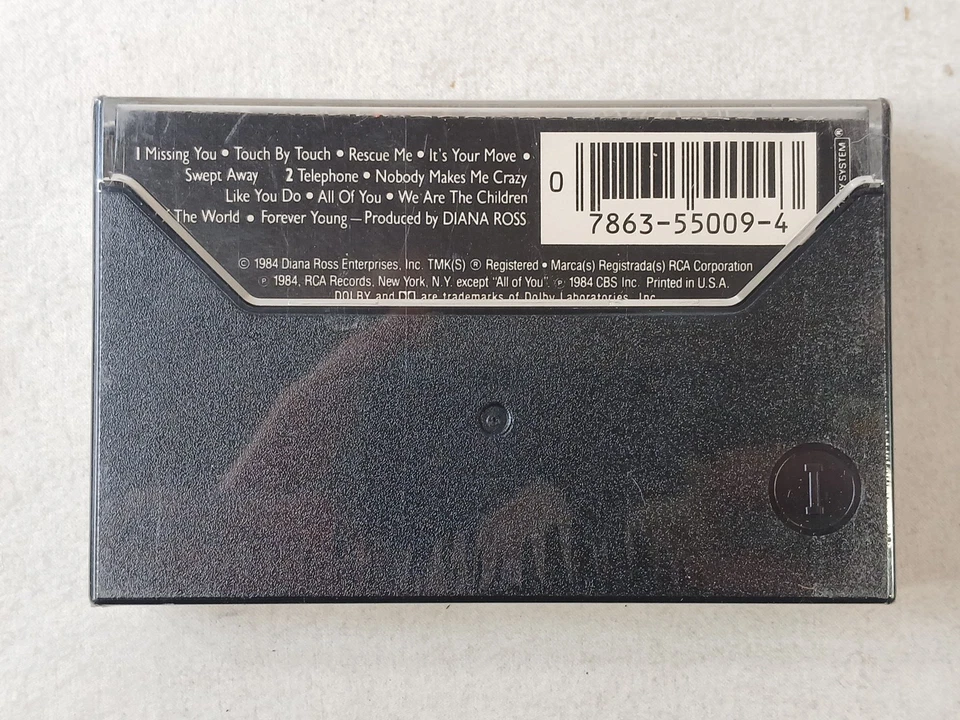 1 Missing You • Touch By Touch • Rescue Me • It's Your Move •
Swept Away 2 Telephone • Nobody Makes Me Crazy
Like You Do • All Of You • We Are The Children
The World • Forever Young—Produced by DIANA ROSS
0
7863-55009-4
SYSTEM®
© 1984 Diana Ross Enterprises, Inc. TMK(S) ® Registered • Marca(s) Registrada(s) RCA Corporation
℗ 1984, RCA Records, New York, N.Y. except "All of You". ℗ 1984 CBS Inc. Printed in U.S.A.
DOLBY and are trademarks of Dolby Laboratories, Inc.
I